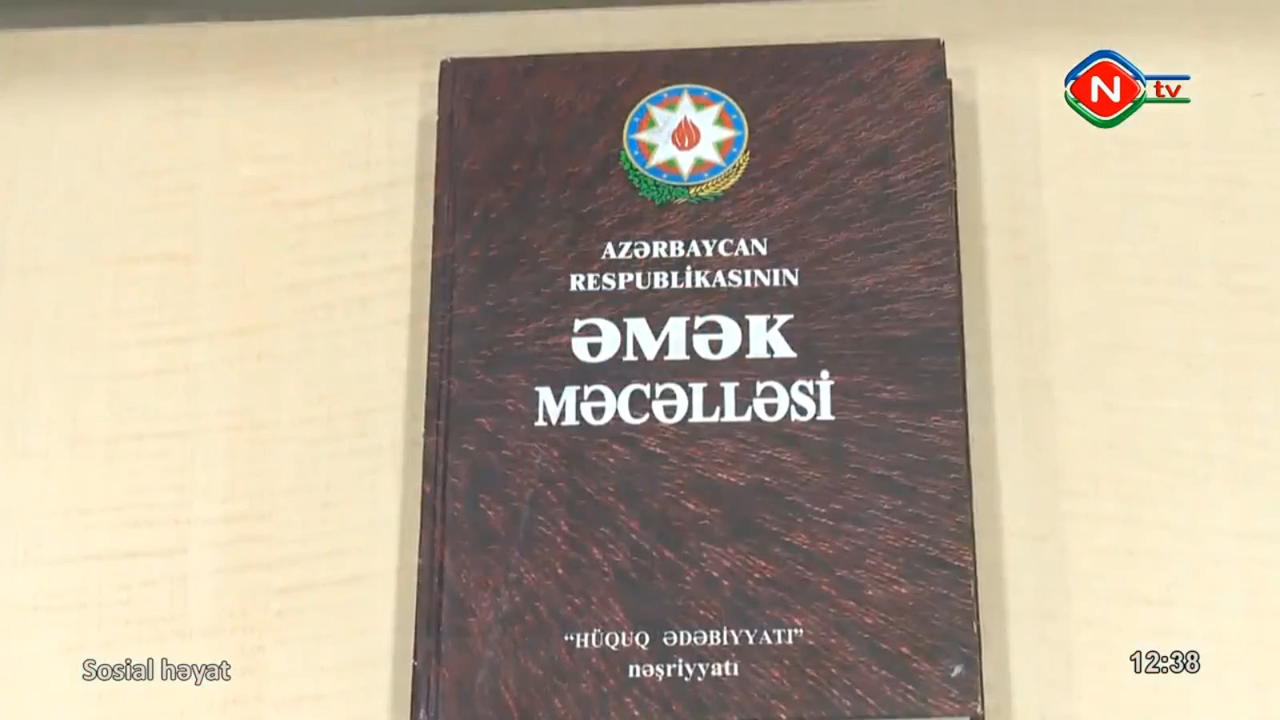 N tv
AZƏRBAYCAN
RESPUBLİKASININ
ƏMƏK
MƏCƏLLƏSİ
“HÜQUQ ƏDƏBİYYATI”
nəşriyyatı
Sosial həyat
12:38